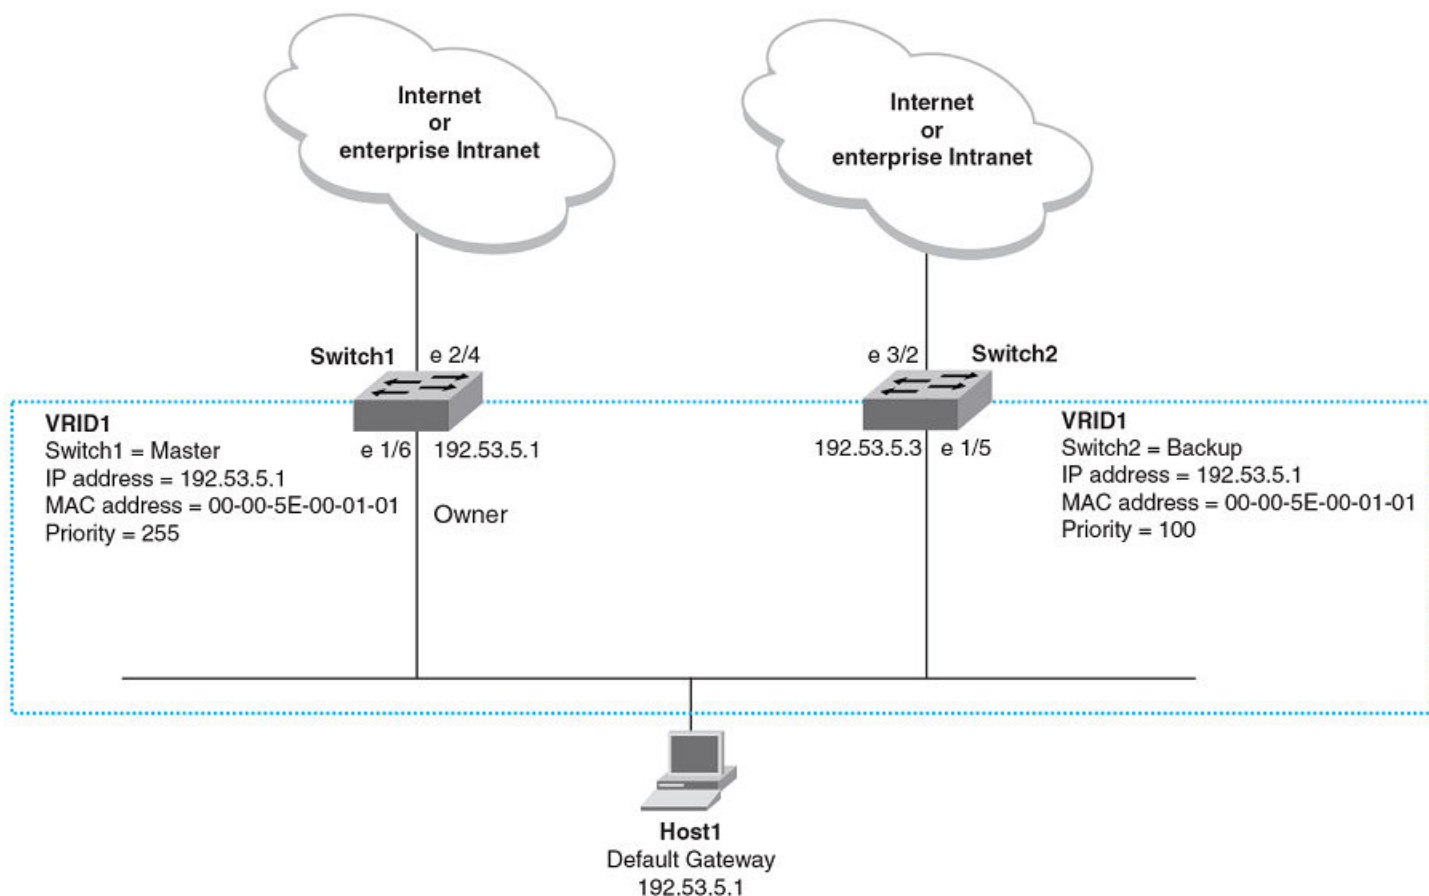 Internet
or
enterprise Intranet
Internet
or
enterprise Intranet
Switch1
e 2/4
e 3/2
Switch2
VRID1
Switch1 = Master
IP address = 192.53.5.1
MAC address = 00-00-5E-00-01-01
Priority = 255
e 1/6
192.53.5.1
Owner
192.53.5.3
e 1/5
VRID1
Switch2 = Backup
IP address = 192.53.5.1
MAC address = 00-00-5E-00-01-01
Priority = 100
Host1
Default Gateway
192.53.5.1